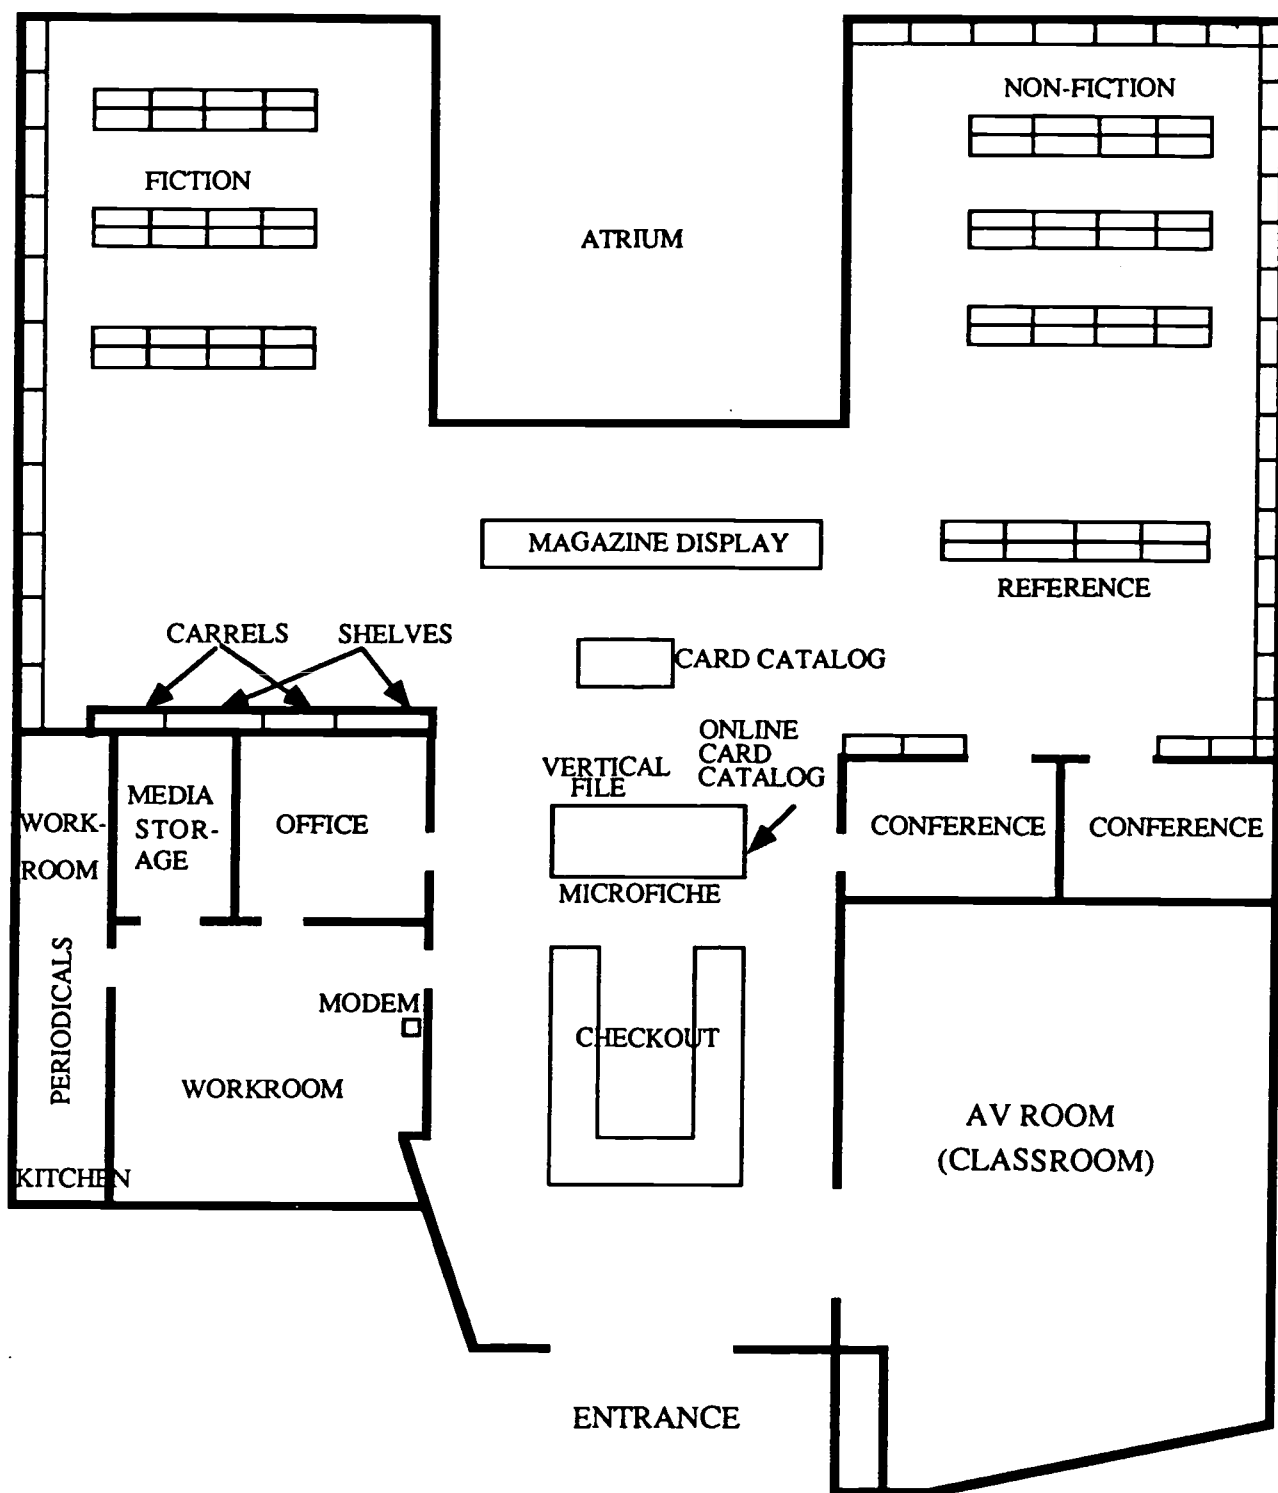 NON-FICTION
FICTION
ATRIUM
MAGAZINE DISPLAY
REFERENCE
CARRELS
SHELVES
CARD CATALOG
ONLINE
CARD
CATALOG
VERTICAL
FILE
MICROFICHE
WORK-
ROOM
MEDIA
STOR-
AGE
OFFICE
CONFERENCE
CONFERENCE
PERIODICALS
MODEM
CHECKOUT
WORKROOM
AV ROOM
(CLASSROOM)
KITCHEN
ENTRANCE